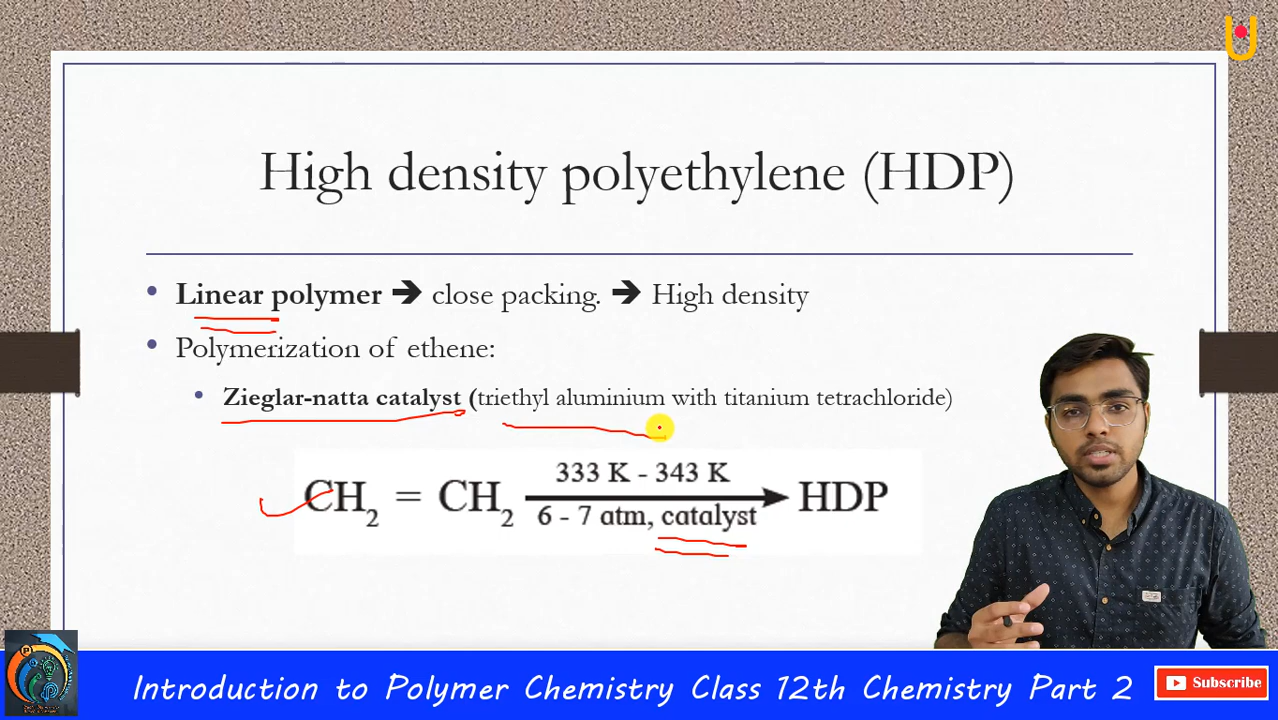 High density polyethylene (HDP)
• Linear polymer ➔ close packing. ➔ High density
• Polymerization of ethene:
• Zieglar-natta catalyst (triethyl aluminium with titanium tetrachloride)
333 K - 343 K
CH₂ = CH₂ → HDP
6 - 7 atm, catalyst
Introduction to Polymer Chemistry Class 12th Chemistry Part 2
Subscribe